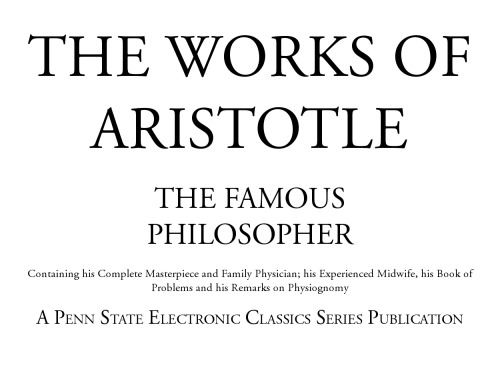 THE WORKS OF
ARISTOTLE
THE FAMOUS
PHILOSOPHER
Containing his Complete Masterpiece and Family Physician; his Experienced Midwife, his Book of
Problems and his Remarks on Physiognomy
A PENN STATE ELECTRONIC CLASSICS SERIES PUBLICATION